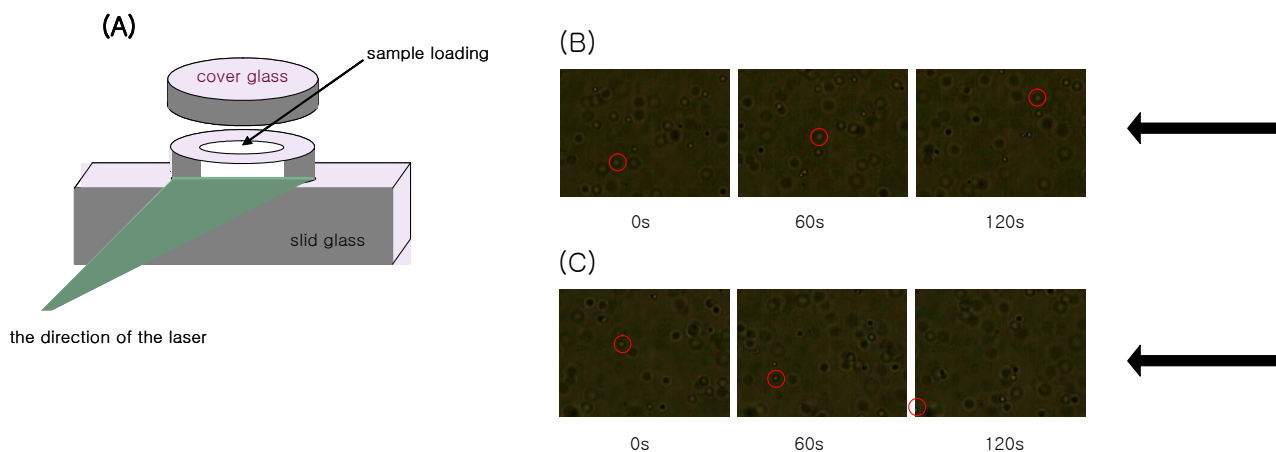 (A)
sample loading
cover glass
slid glass
the direction of the laser
(B)
0s 60s 120s
(C)
0s 60s 120s